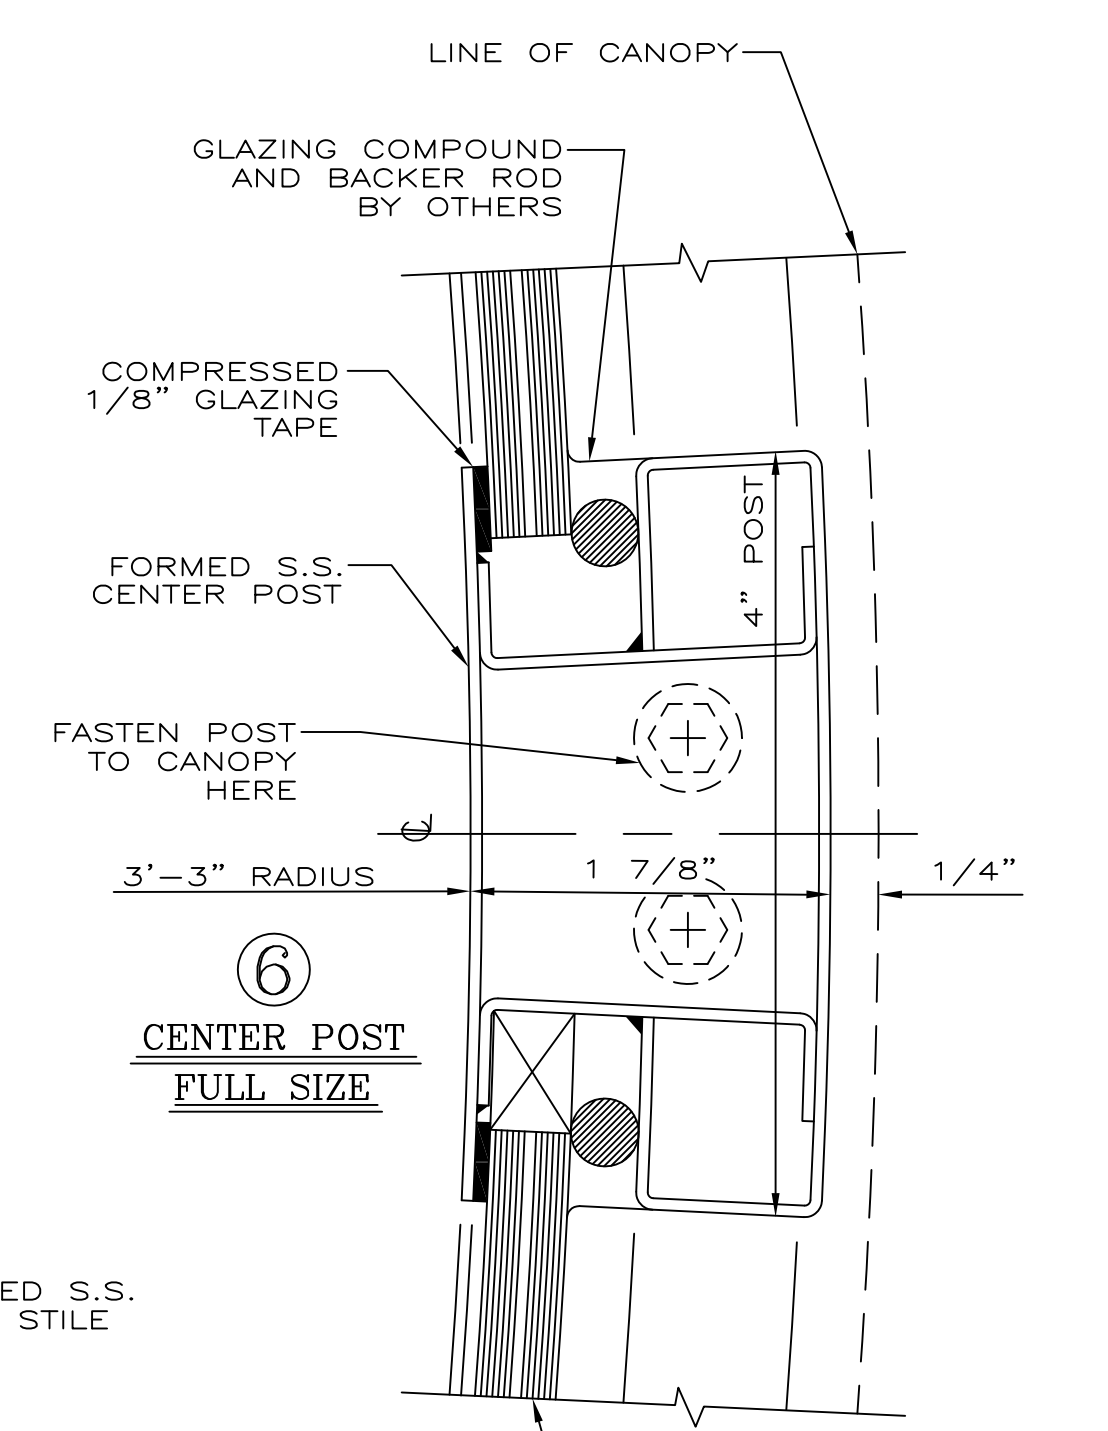 LINE OF CANOPY
GLAZING COMPOUND
AND BACKER ROD
BY OTHERS
COMPRESSED
1/8" GLAZING
TAPE
4" POST
FORMED S.S.
CENTER POST
FASTEN POST
TO CANOPY
HERE
℄
3'-3" RADIUS
1 7/8"
1/4"
6
CENTER POST
FULL SIZE
ED S.S.
STILE